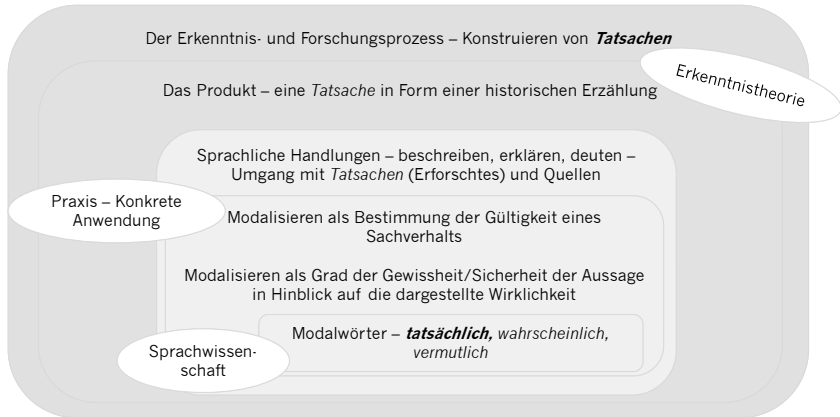 Der Erkenntnis- und Forschungsprozess – Konstruieren von Tatsachen
Erkenntnistheorie
Das Produkt – eine Tatsache in Form einer historischen Erzählung
Sprachliche Handlungen – beschreiben, erklären, deuten –
Umgang mit Tatsachen (Erforschtes) und Quellen
Praxis – Konkrete
Anwendung
Modalisieren als Bestimmung der Gültigkeit eines
Sachverhalts
Modalisieren als Grad der Gewissheit/Sicherheit der Aussage
in Hinblick auf die dargestellte Wirklichkeit
Modalwörter – tatsächlich, wahrscheinlich,
vermutlich
Sprachwissen-
schaft